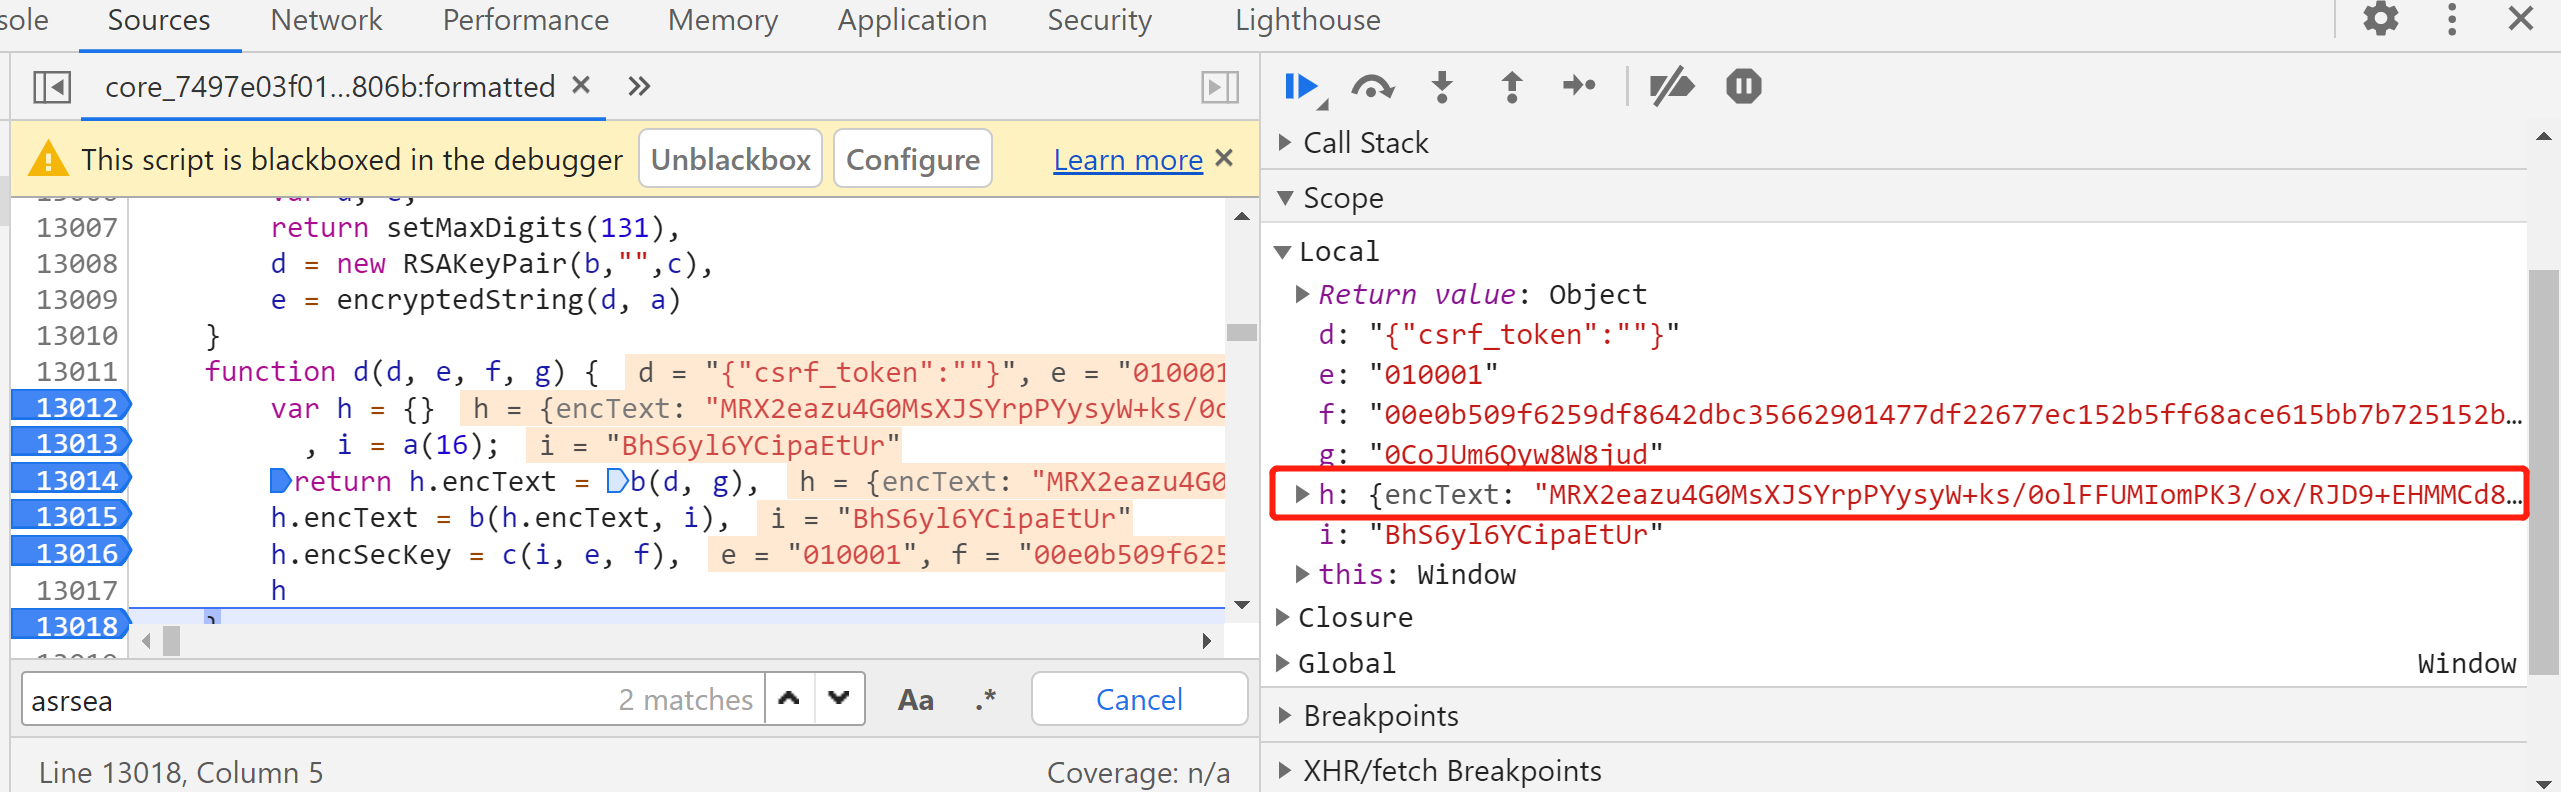 sole Sources Network Performance Memory Application Security Lighthouse
core_7497e03f01…806b:formatted
This script is blackboxed in the debugger Unblackbox Configure Learn more
13007 return setMaxDigits(131),
13008 d = new RSAKeyPair(b,"",c),
13009 e = encryptedString(d, a)
13010 }
13011 function d(d, e, f, g) { d = "{"csrf_token":""}", e = "010001
13012 var h = {} h = {encText: "MRX2eazu4G0MsXJSYrpPYysyW+ks/0o
13013 , i = a(16); i = "BhS6yl6YCipaEtUr"
13014 return h.encText = b(d, g), h = {encText: "MRX2eazu4G0
13015 h.encText = b(h.encText, i), i = "BhS6yl6YCipaEtUr"
13016 h.encSecKey = c(i, e, f), e = "010001", f = "00e0b509f625
13017 h
13018 }
asrsea 2 matches Aa .* Cancel
Line 13018, Column 5 Coverage: n/a
Call Stack
Scope
Local
Return value: Object
d: "{"csrf_token":""}"
e: "010001"
f: "00e0b509f6259df8642dbc35662901477df22677ec152b5ff68ace615bb7b725152b…
g: "0CoJUm6Qyw8W8jud"
h: {encText: "MRX2eazu4G0MsXJSYrpPYysyW+ks/0olFFUMIomPK3/ox/RJD9+EHMMCd8…
i: "BhS6yl6YCipaEtUr"
this: Window
Closure
Global Window
Breakpoints
XHR/fetch Breakpoints